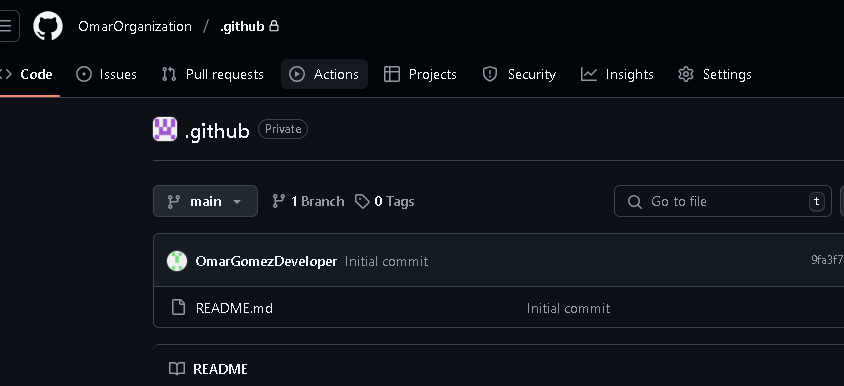 OmarOrganization / .github
Code Issues Pull requests Actions Projects Security Insights Settings
.github Private
main 1 Branch 0 Tags Go to file t
OmarGomezDeveloper Initial commit 9fa3f7
README.md Initial commit
README